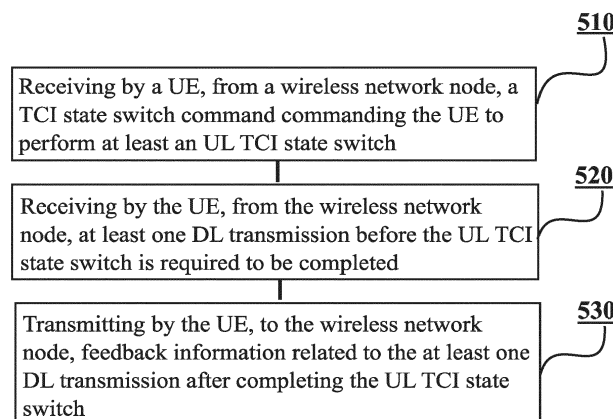 510
Receiving by a UE, from a wireless network node, a
TCI state switch command commanding the UE to
perform at least an UL TCI state switch
520
Receiving by the UE, from the wireless network
node, at least one DL transmission before the UL TCI
state switch is required to be completed
530
Transmitting by the UE, to the wireless network
node, feedback information related to the at least one
DL transmission after completing the UL TCI state
switch